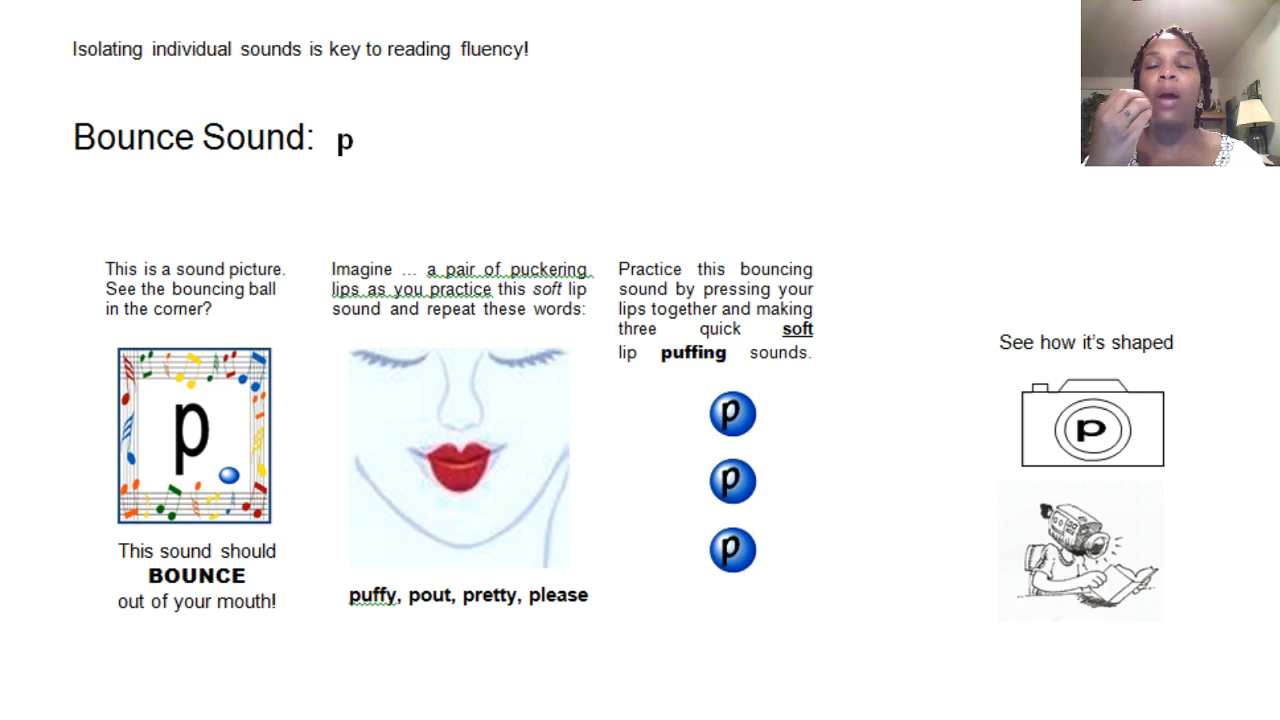 Isolating individual sounds is key to reading fluency!
Bounce Sound: p
This is a sound picture.
See the bouncing ball
in the corner?
p
This sound should
BOUNCE
out of your mouth!
Imagine ... a pair of puckering
lips as you practice this soft lip
sound and repeat these words:
puffy, pout, pretty, please
Practice this bouncing
sound by pressing your
lips together and making
three quick soft
lip puffing sounds.
p
p
p
See how it's shaped
p